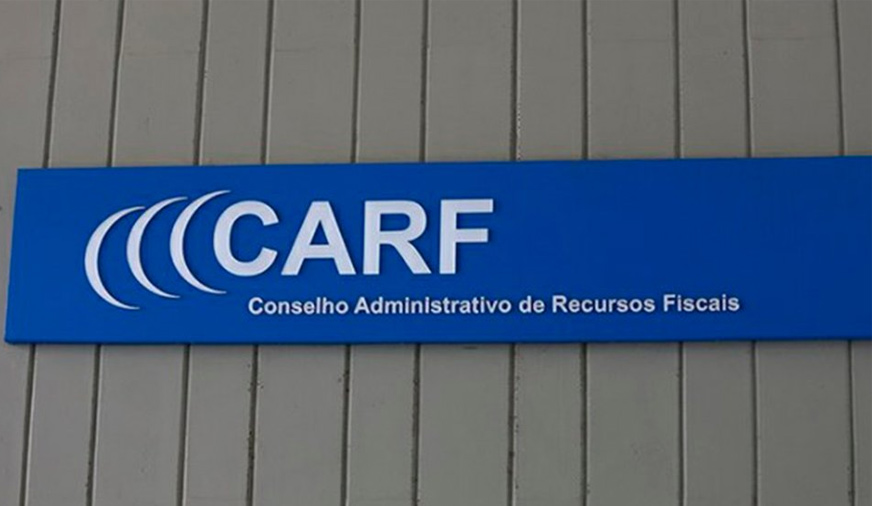 CARF
Conselho Administrativo de Recursos Fiscais